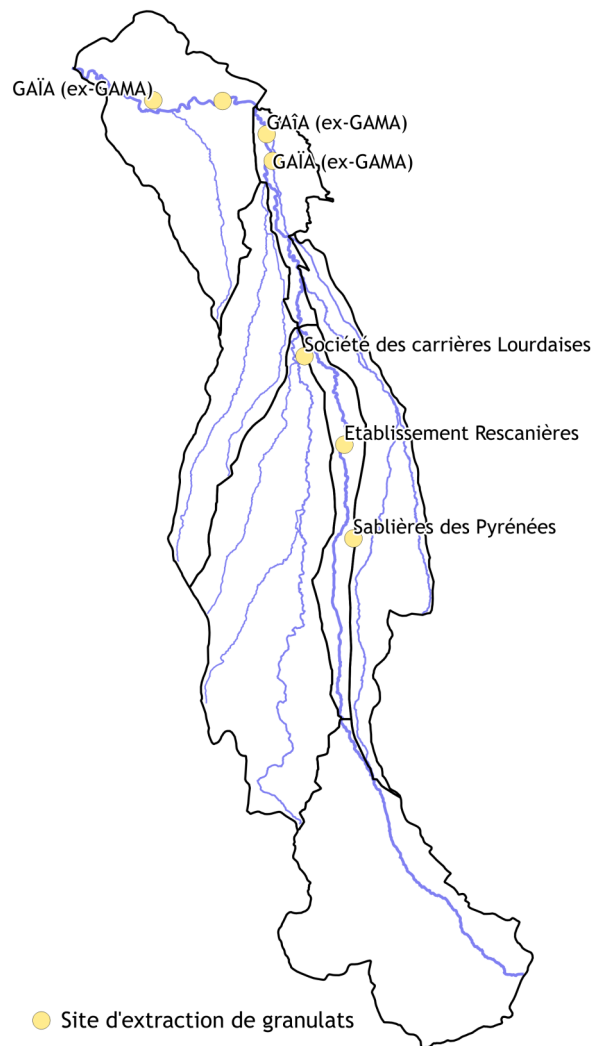 GAÏA (ex-GAMA)
GAîA (ex-GAMA)
GAÏA (ex-GAMA)
Société des carrières Lourdaises
Etablissement Rescanières
Sablières des Pyrénées
Site d'extraction de granulats